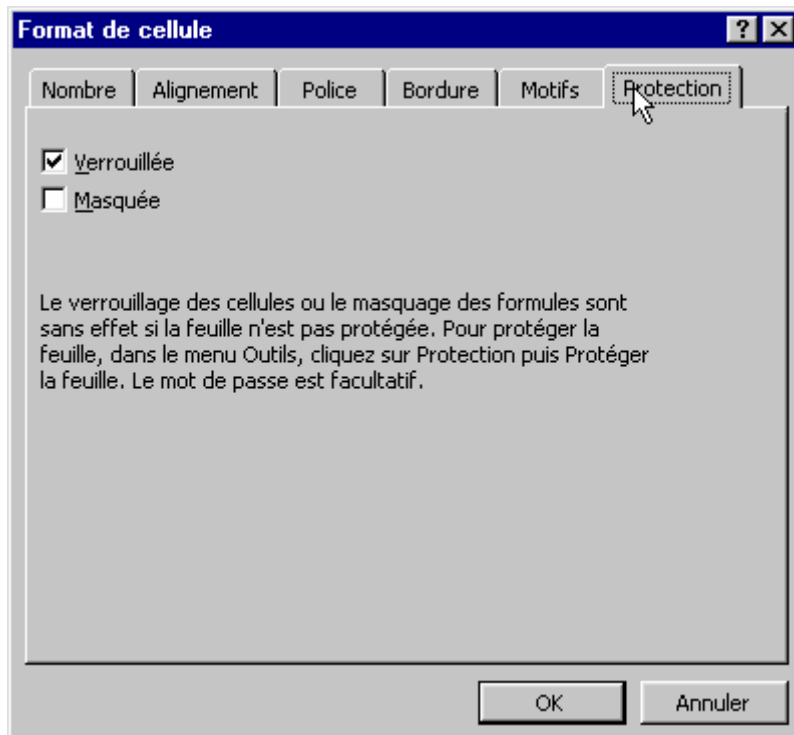 Format de cellule
Nombre Alignement Police Bordure Motifs Protection
Verrouillée
Masquée
Le verrouillage des cellules ou le masquage des formules sont
sans effet si la feuille n'est pas protégée. Pour protéger la
feuille, dans le menu Outils, cliquez sur Protection puis Protéger
la feuille. Le mot de passe est facultatif.
OK Annuler